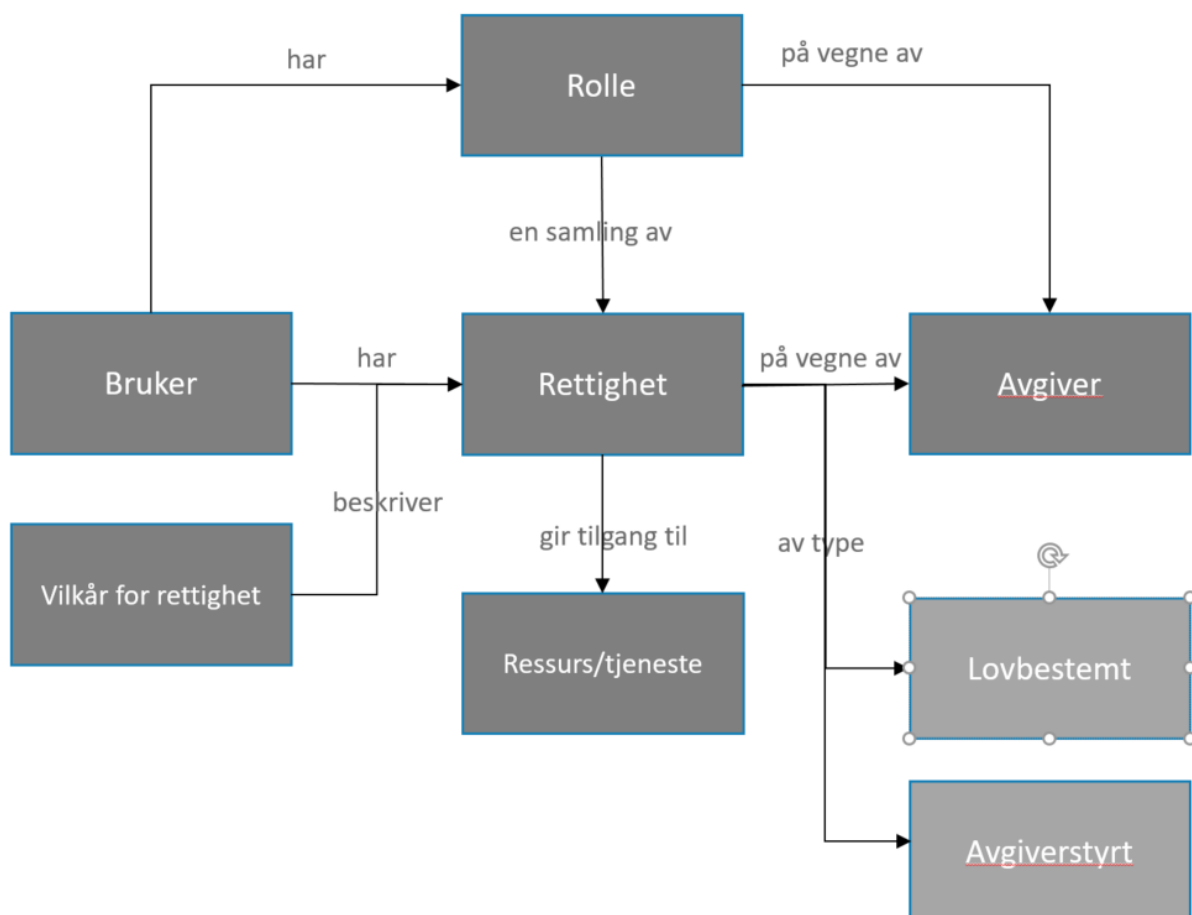 har
Rolle
på vegne av
en samling av
Bruker
har
Rettighet
på vegne av
Avgiver
beskriver
Vilkår for rettighet
gir tilgang til
av type
Ressurs/tjeneste
Lovbestemt
Avgiverstyrt